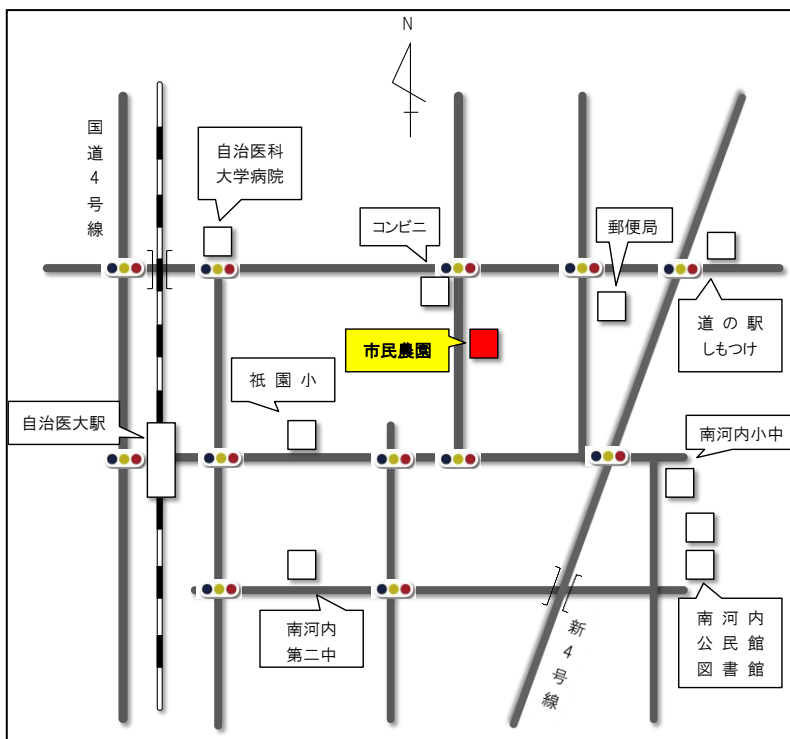 N
国道4号線
自治医科
大学病院
コンビニ
郵便局
道の駅
しもつけ
市民農園
祇園小
自治医大駅
南河内小中
南河内
第二中
新4号線
南河内
公民館
図書館